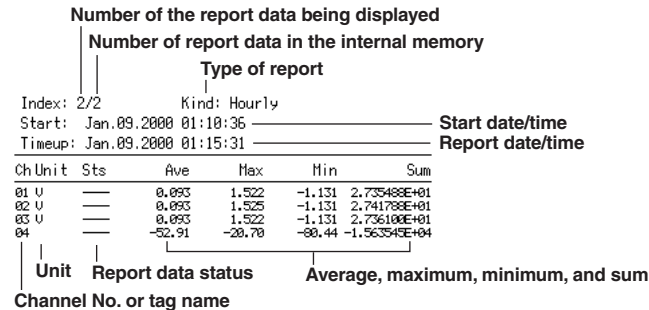 Number of the report data being displayed
Number of report data in the internal memory
Type of report
Index: 2/2 Kind: Hourly
Start: Jan.09.2000 01:10:36 Start date/time
Timeup: Jan.09.2000 01:15:31 Report date/time
Ch Unit Sts Ave Max Min Sum
01 V —— 0.093 1.522 -1.131 2.735488E+01
02 V —— 0.093 1.525 -1.131 2.741788E+01
03 V —— 0.093 1.522 -1.131 2.736100E+01
04 —— -52.91 -20.70 -80.44 -1.563545E+04
Unit Report data status Average, maximum, minimum, and sum
Channel No. or tag name